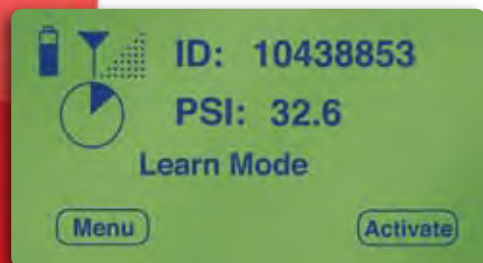 ID: 10438853
PSI: 32.6
Learn Mode
Menu
Activate